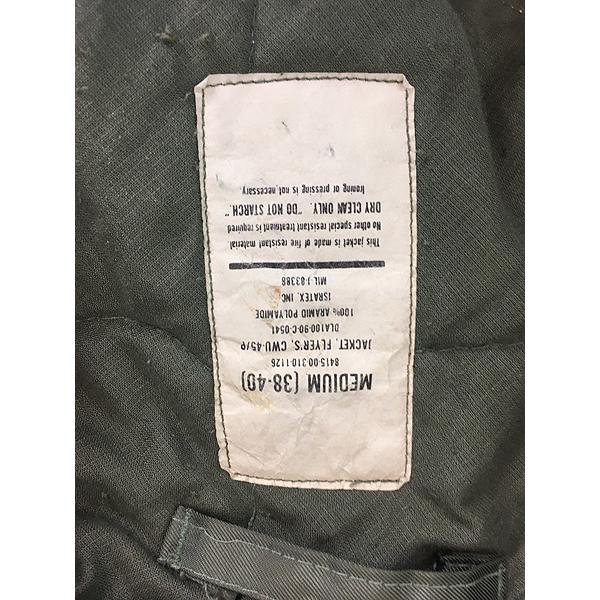 MEDIUM (38-40)
8415-00-310-1126
JACKET, FLYER'S, CWU-45/P
DLA100-90-C-0541
100% ARAMID POLYAMIDE
ISRATEX, INC
MIL-J-83388
This jacket is made of fire resistant material.
No other special resistant treatment is required
DRY CLEAN ONLY. "DO NOT STARCH."
Ironing or pressing is not necessary.